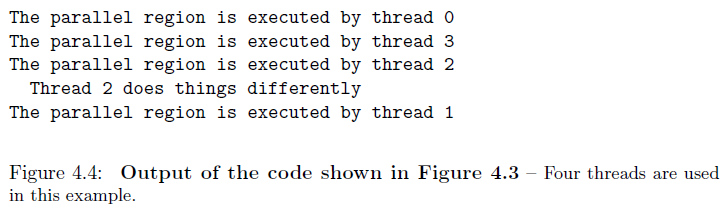 The parallel region is executed by thread 0
The parallel region is executed by thread 3
The parallel region is executed by thread 2
  Thread 2 does things differently
The parallel region is executed by thread 1
Figure 4.4: Output of the code shown in Figure 4.3 – Four threads are used
in this example.